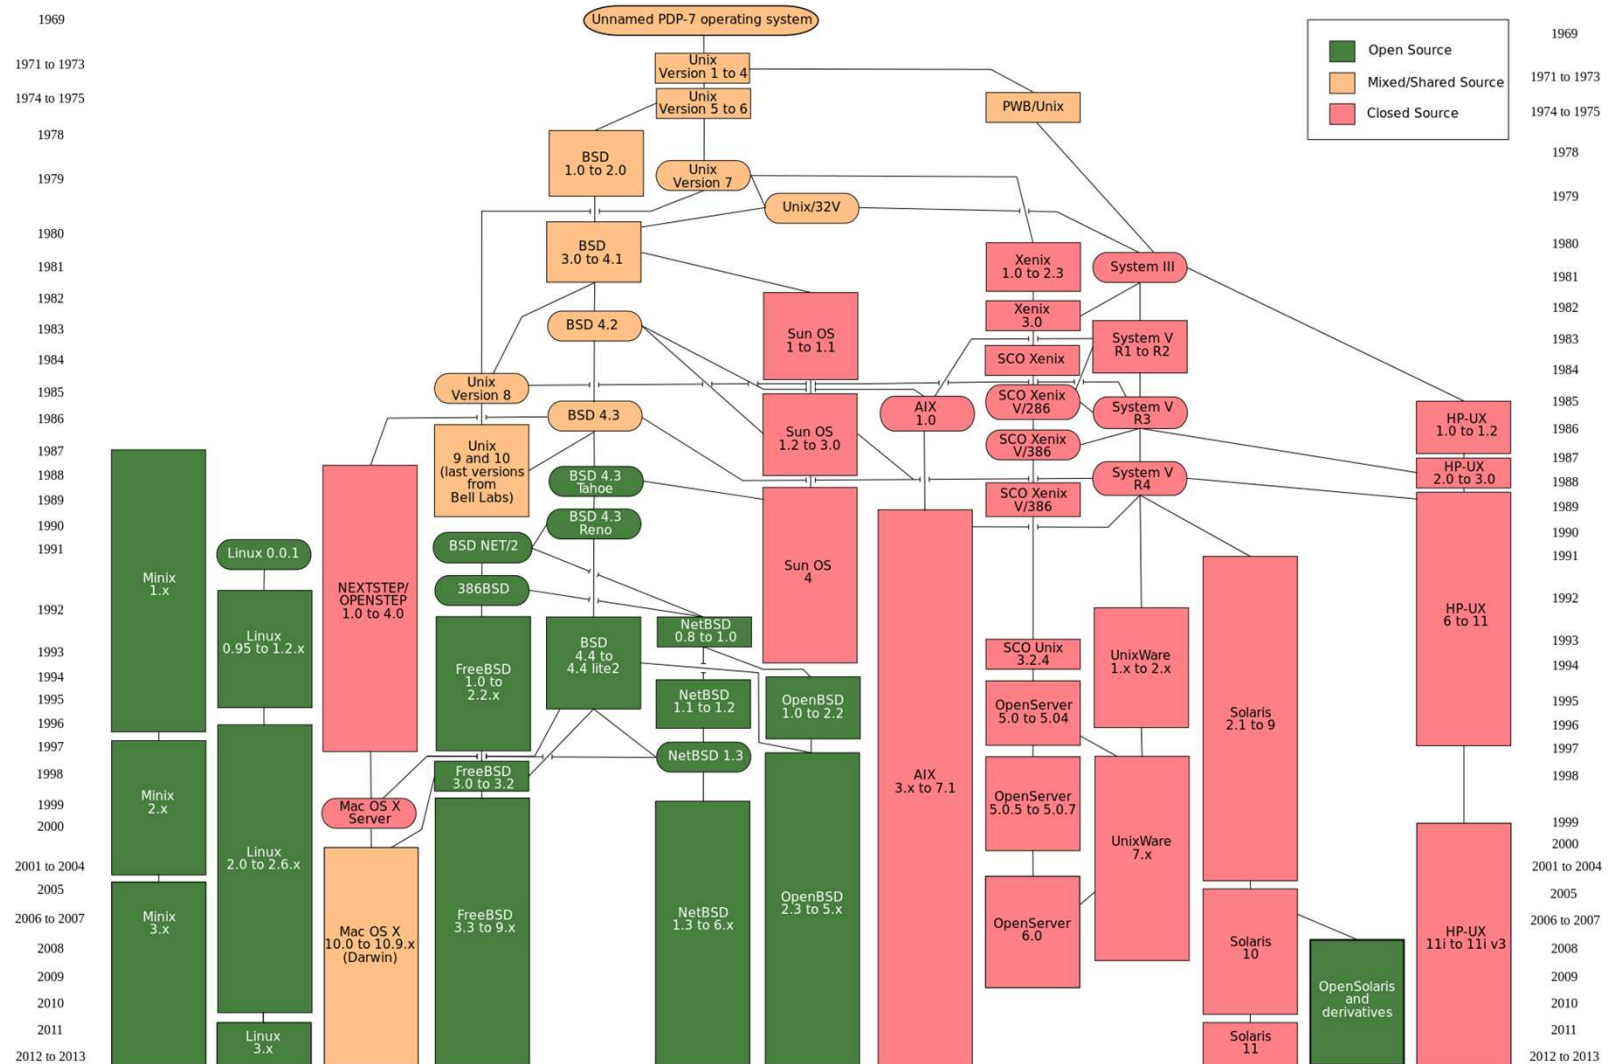 Unnamed PDP-7 operating system
1969
1969
Open Source
Mixed/Shared Source
Closed Source
Unix
Version 1 to 4
1971 to 1973
1971 to 1973
Unix
Version 5 to 6
PWB/Unix
1974 to 1975
1974 to 1975
1978
1978
BSD
1.0 to 2.0
Unix
Version 7
1979
1979
Unix/32V
1980
1980
BSD
3.0 to 4.1
Xenix
1.0 to 2.3
System III
1981
1981
1982
1982
Xenix
3.0
BSD 4.2
1983
1983
Sun OS
1 to 1.1
System V
R1 to R2
SCO Xenix
1984
1984
Unix
Version 8
1985
1985
SCO Xenix
V/286
AIX
1.0
System V
R3
BSD 4.3
1986
1986
HP-UX
1.0 to 1.2
Sun OS
1.2 to 3.0
SCO Xenix
V/386
Unix
9 and 10
(last versions
from
Bell Labs)
1987
1987
HP-UX
2.0 to 3.0
1988
1988
BSD 4.3
Tahoe
System V
R4
SCO Xenix
V/386
1989
1989
BSD 4.3
Reno
1990
1990
BSD NET/2
Linux 0.0.1
1991
1991
Minix
1.x
NEXTSTEP/
OPENSTEP
1.0 to 4.0
386BSD
Sun OS
4
1992
1992
HP-UX
6 to 11
NetBSD
0.8 to 1.0
Linux
0.95 to 1.2.x
BSD
4.4 to
4.4 lite2
1993
1993
SCO Unix
3.2.4
UnixWare
1.x to 2.x
FreeBSD
1.0 to
2.2.x
1994
1994
NetBSD
1.1 to 1.2
OpenBSD
1.0 to 2.2
OpenServer
5.0 to 5.04
1995
1995
Solaris
2.1 to 9
1996
1996
1997
1997
NetBSD 1.3
FreeBSD
3.0 to 3.2
1998
1998
AIX
3.x to 7.1
Minix
2.x
OpenServer
5.0.5 to 5.0.7
1999
1999
Mac OS X
Server
2000
2000
UnixWare
7.x
Linux
2.0 to 2.6.x
2001 to 2004
2001 to 2004
2005
2005
OpenBSD
2.3 to 5.x
Minix
3.x
FreeBSD
3.3 to 9.x
NetBSD
1.3 to 6.x
2006 to 2007
2006 to 2007
OpenServer
6.0
Mac OS X
10.0 to 10.9.x
(Darwin)
Solaris
10
HP-UX
11i to 11i v3
2008
2008
2009
2009
OpenSolaris
and
derivatives
2010
2010
2011
2011
Linux
3.x
Solaris
11
2012 to 2013
2012 to 2013